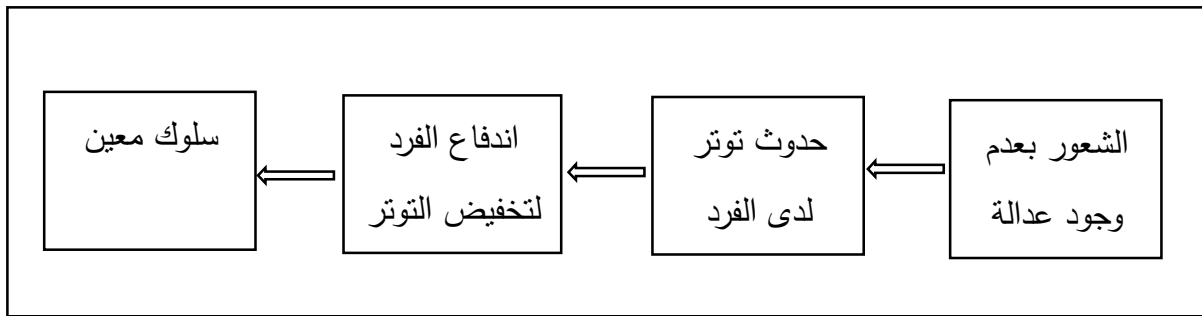 الشعور بعدم
وجود عدالة
حدوث توتر
لدى الفرد
اندفاع الفرد
لتخفيض التوتر
سلوك معين